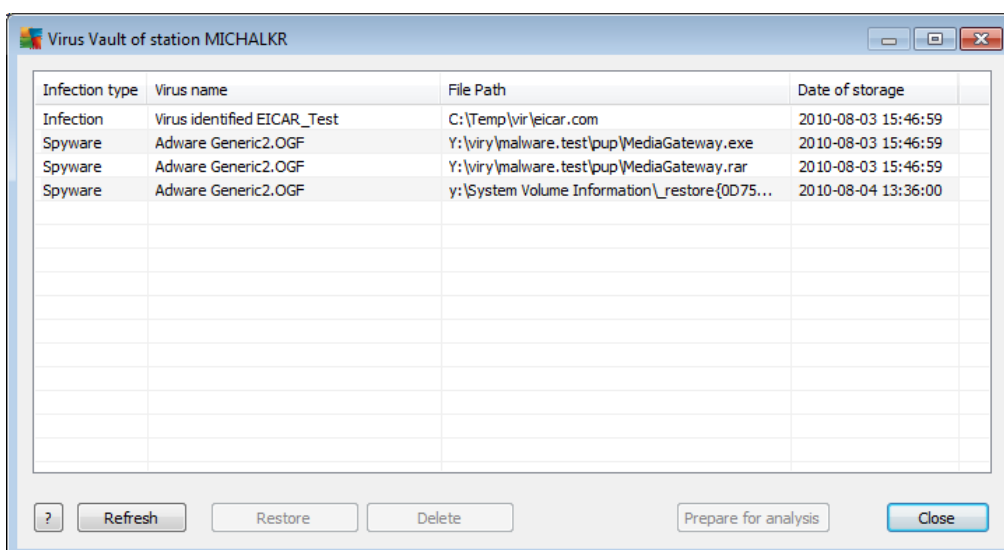 Virus Vault of station MICHALKR
Infection type Virus name File Path Date of storage
Infection Virus identified EICAR_Test C:\Temp\vir\eicar.com 2010-08-03 15:46:59
Spyware Adware Generic2.OGF Y:\viry\malware.test\pup\MediaGateway.exe 2010-08-03 15:46:59
Spyware Adware Generic2.OGF Y:\viry\malware.test\pup\MediaGateway.rar 2010-08-03 15:46:59
Spyware Adware Generic2.OGF y:\System Volume Information\_restore{0D75... 2010-08-04 13:36:00
? Refresh Restore Delete Prepare for analysis Close